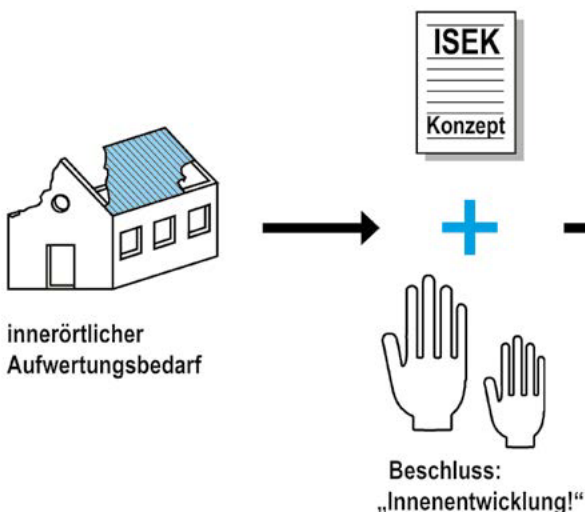 ISEK
Konzept
innerörtlicher
Aufwertungsbedarf
Beschluss:
„Innenentwicklung!“